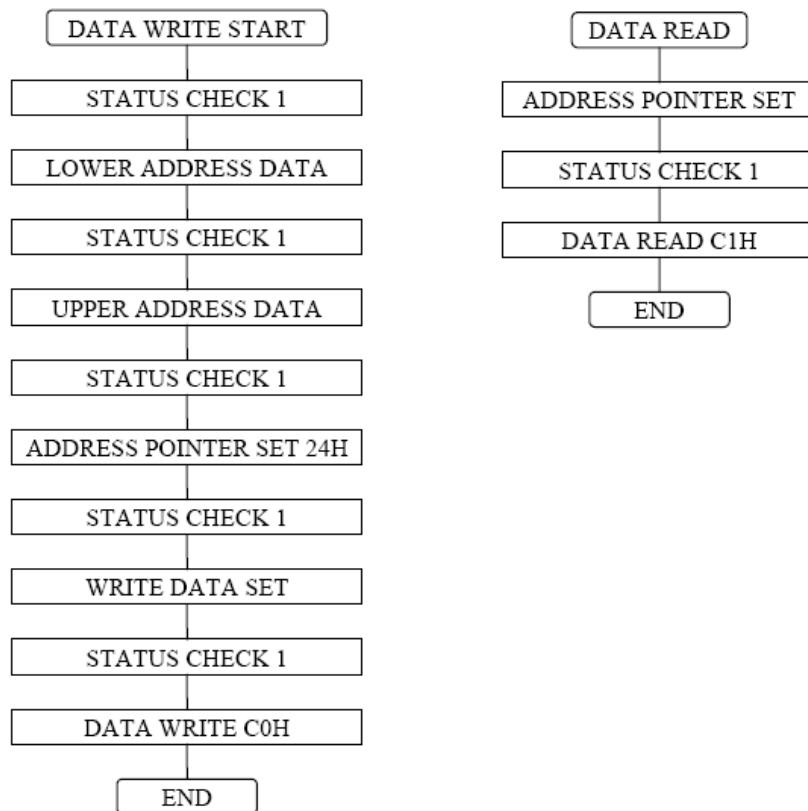 DATA WRITE START
STATUS CHECK 1
LOWER ADDRESS DATA
STATUS CHECK 1
UPPER ADDRESS DATA
STATUS CHECK 1
ADDRESS POINTER SET 24H
STATUS CHECK 1
WRITE DATA SET
STATUS CHECK 1
DATA WRITE C0H
END
DATA READ
ADDRESS POINTER SET
STATUS CHECK 1
DATA READ C1H
END